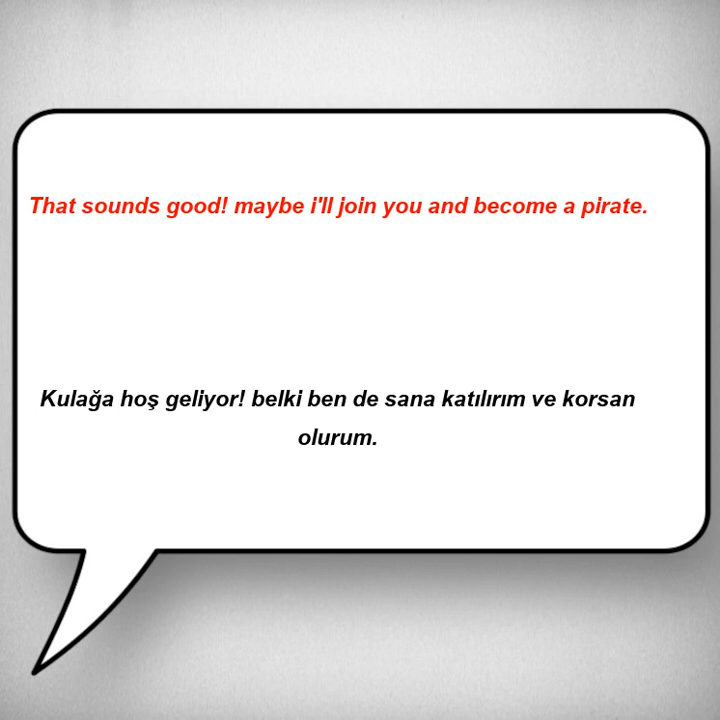 That sounds good! maybe i'll join you and become a pirate.
Kulağa hoş geliyor! belki ben de sana katılırım ve korsan
olurum.